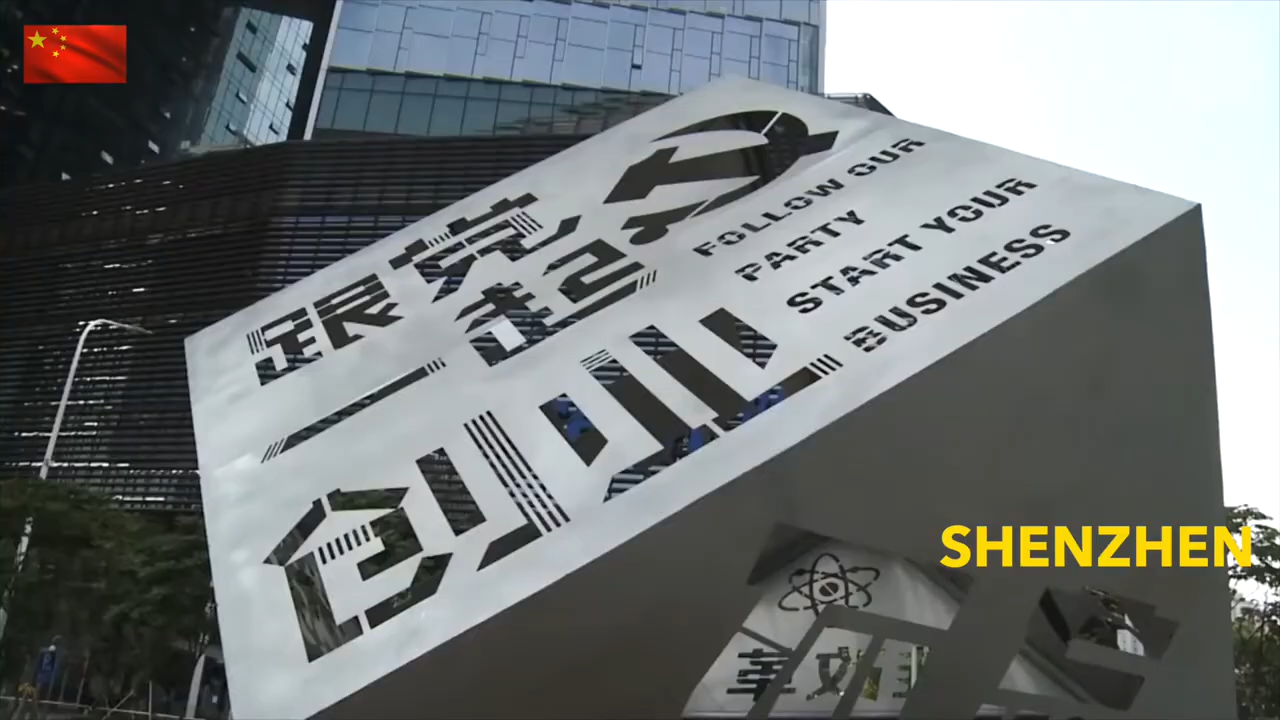 跟党
一起
创业
FOLLOW OUR
PARTY
START YOUR
BUSINESS
SHENZHEN